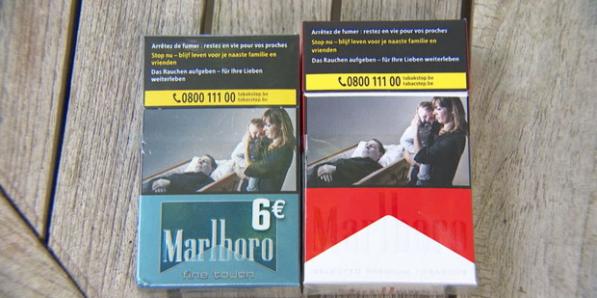 Arrêtez de fumer : restez en vie pour vos proches
Stop nu – blijf leven voor je naaste familie en
vrienden
Das Rauchen aufgeben – für Ihre Lieben
weiterleben
0800 111 00 tabakstop.be
tabacstop.be
6€
Marlboro
fine touch
Arrêtez de fumer : restez en vie pour vos proches
Stop nu – blijf leven voor je naaste familie en
vrienden
Das Rauchen aufgeben – für Ihre Lieben
weiterleben
0800 111 00 tabakstop.be
tabacstop.be
Marlboro